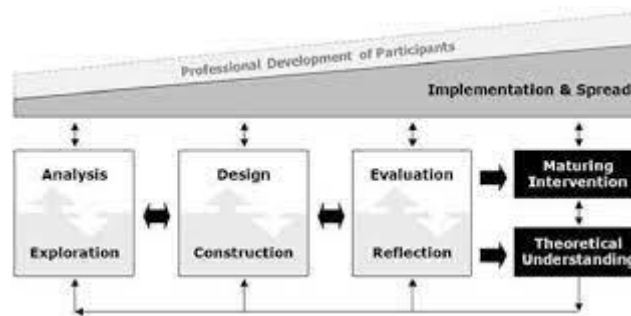 Professional Development of Participants
Implementation & Spread
Analysis
Exploration
Design
Construction
Evaluation
Reflection
Maturing
Intervention
Theoretical
Understanding